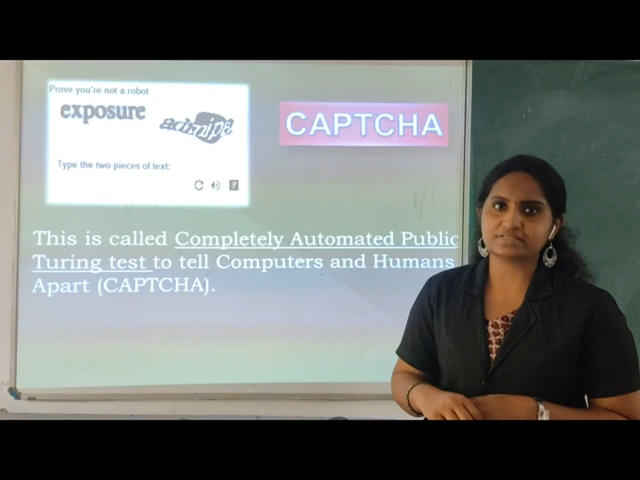 Prove you're not a robot
exposure
Type the two pieces of text:
CAPTCHA
This is called Completely Automated Public
Turing test to tell Computers and Humans
Apart (CAPTCHA).